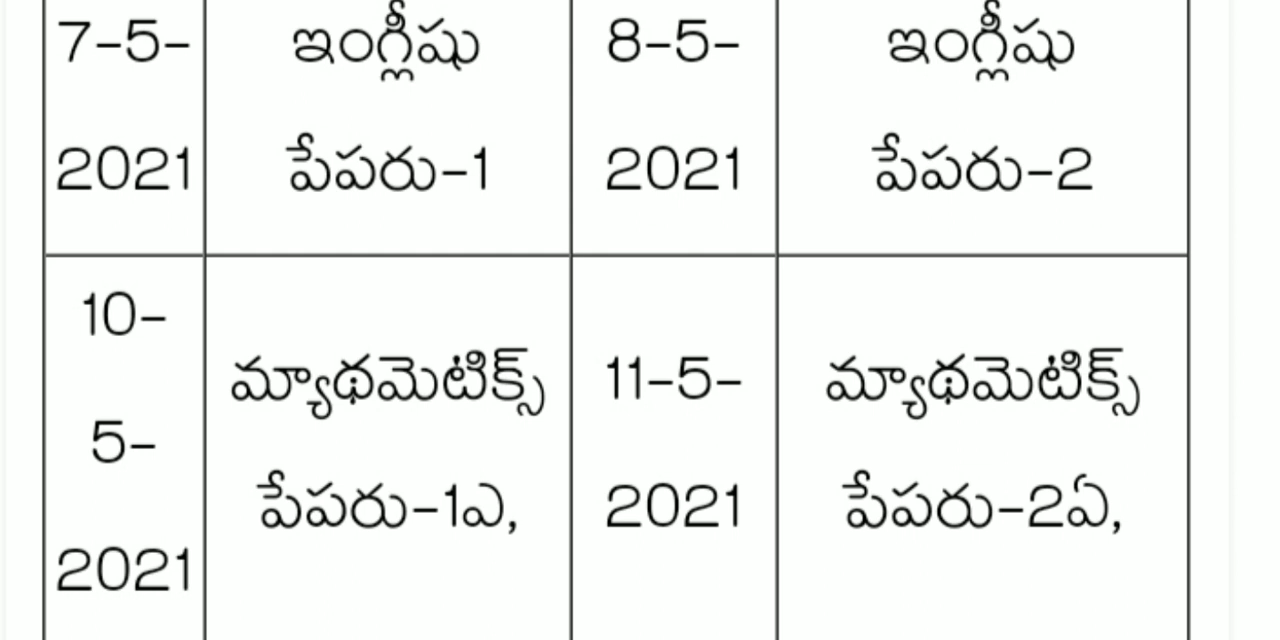 7-5-
2021
ఇంగ్లీషు
పేపరు-1
8-5-
2021
ఇంగ్లీషు
పేపరు-2
10-
5-
2021
మ్యాథమెటిక్స్
పేపరు-1ఎ,
11-5-
2021
మ్యాథమెటిక్స్
పేపరు-2ఏ,